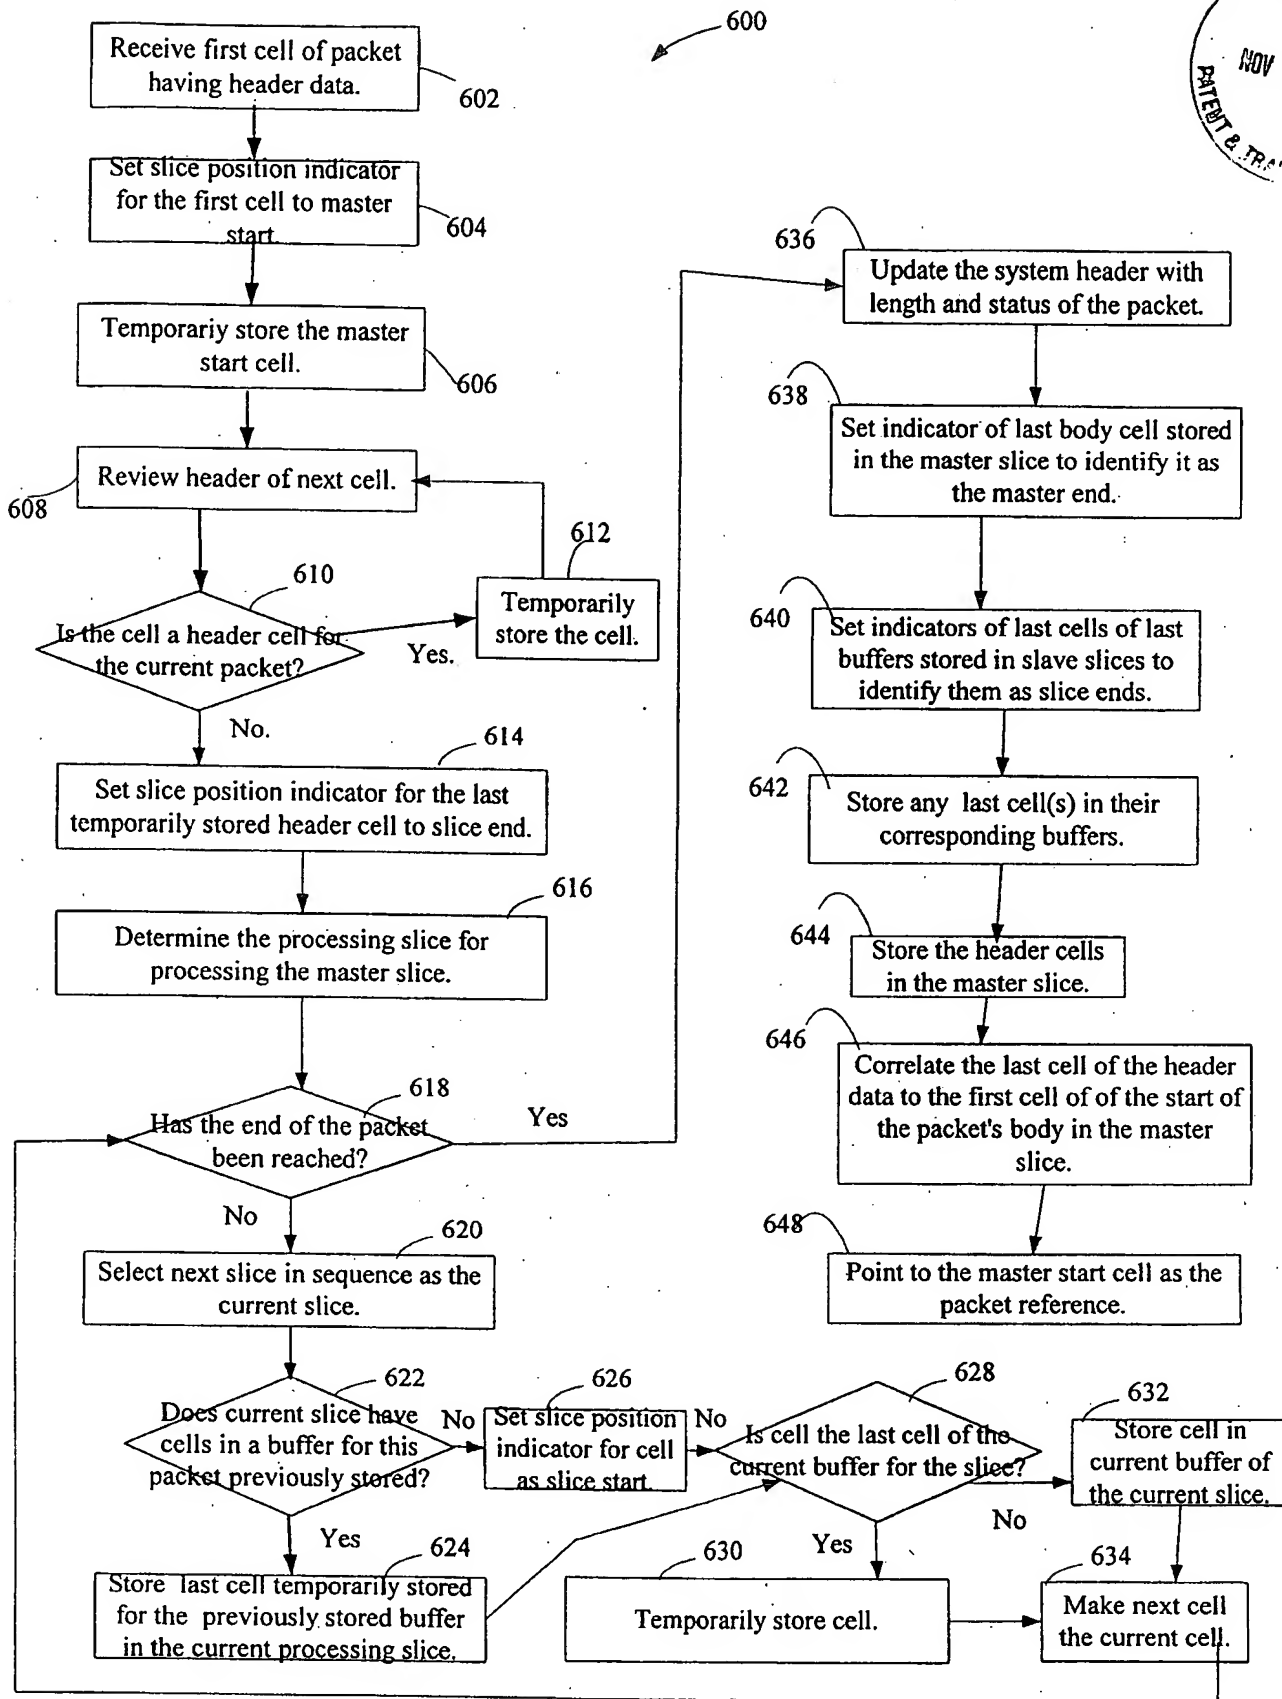 600
Receive first cell of packet
having header data.
602
NOV
PATENT & TRA
Set slice position indicator
for the first cell to master
start.
604
Temporariy store the master
start cell.
606
Review header of next cell.
608
610
Is the cell a header cell for
the current packet?
Yes.
612
Temporarily
store the cell.
No.
614
Set slice position indicator for the last
temporarily stored header cell to slice end.
616
Determine the processing slice for
processing the master slice.
618
Has the end of the packet
been reached?
Yes
No
620
Select next slice in sequence as the
current slice.
622
Does current slice have
cells in a buffer for this
packet previously stored?
No
Yes
624
Store last cell temporarily stored
for the previously stored buffer
in the current processing slice.
626
Set slice position
indicator for cell
as slice start.
No
628
Is cell the last cell of the
current buffer for the slice?
Yes
No
630
Temporarily store cell.
632
Store cell in
current buffer of
the current slice.
634
Make next cell
the current cell.
636
Update the system header with
length and status of the packet.
638
Set indicator of last body cell stored
in the master slice to identify it as
the master end.
640
Set indicators of last cells of last
buffers stored in slave slices to
identify them as slice ends.
642
Store any last cell(s) in their
corresponding buffers.
644
Store the header cells
in the master slice.
646
Correlate the last cell of the header
data to the first cell of of the start of
the packet's body in the master
slice.
648
Point to the master start cell as the
packet reference.